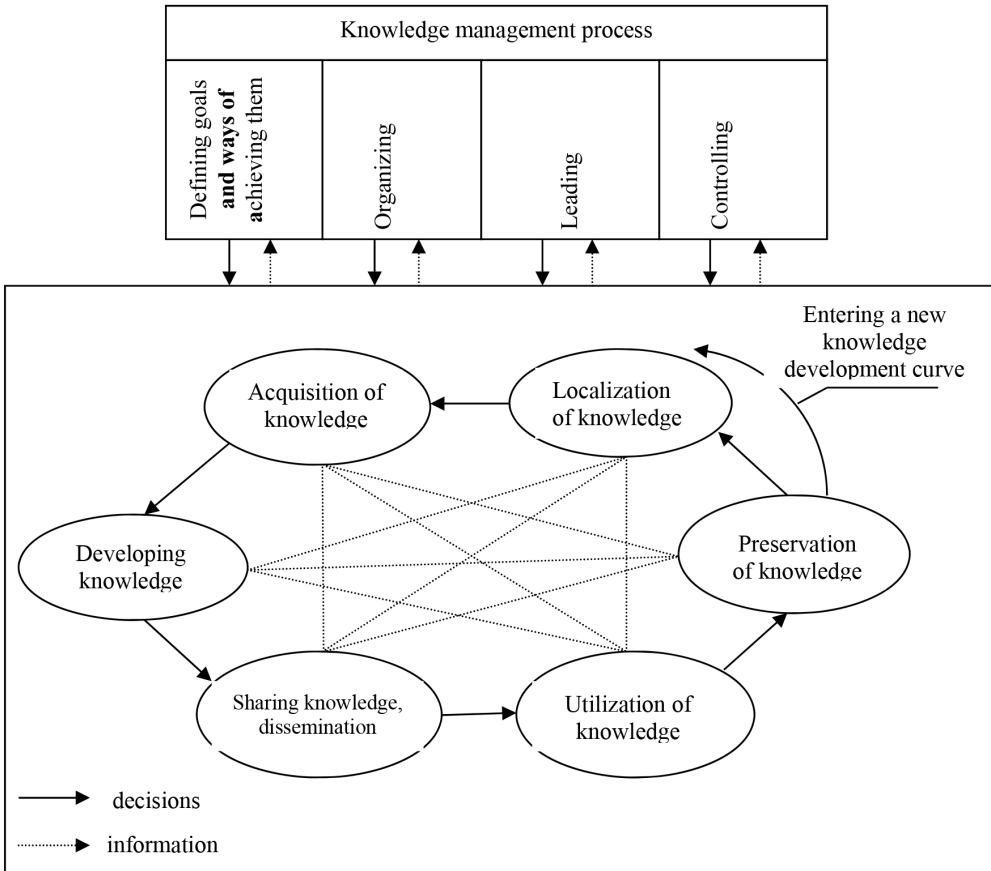 Knowledge management process
Defining goals
and ways of
achieving them
Organizing
Leading
Controlling
Entering a new
knowledge
development curve
Acquisition of
knowledge
Localization
of knowledge
Developing
knowledge
Preservation
of knowledge
Sharing knowledge,
dissemination
Utilization of
knowledge
decisions
information